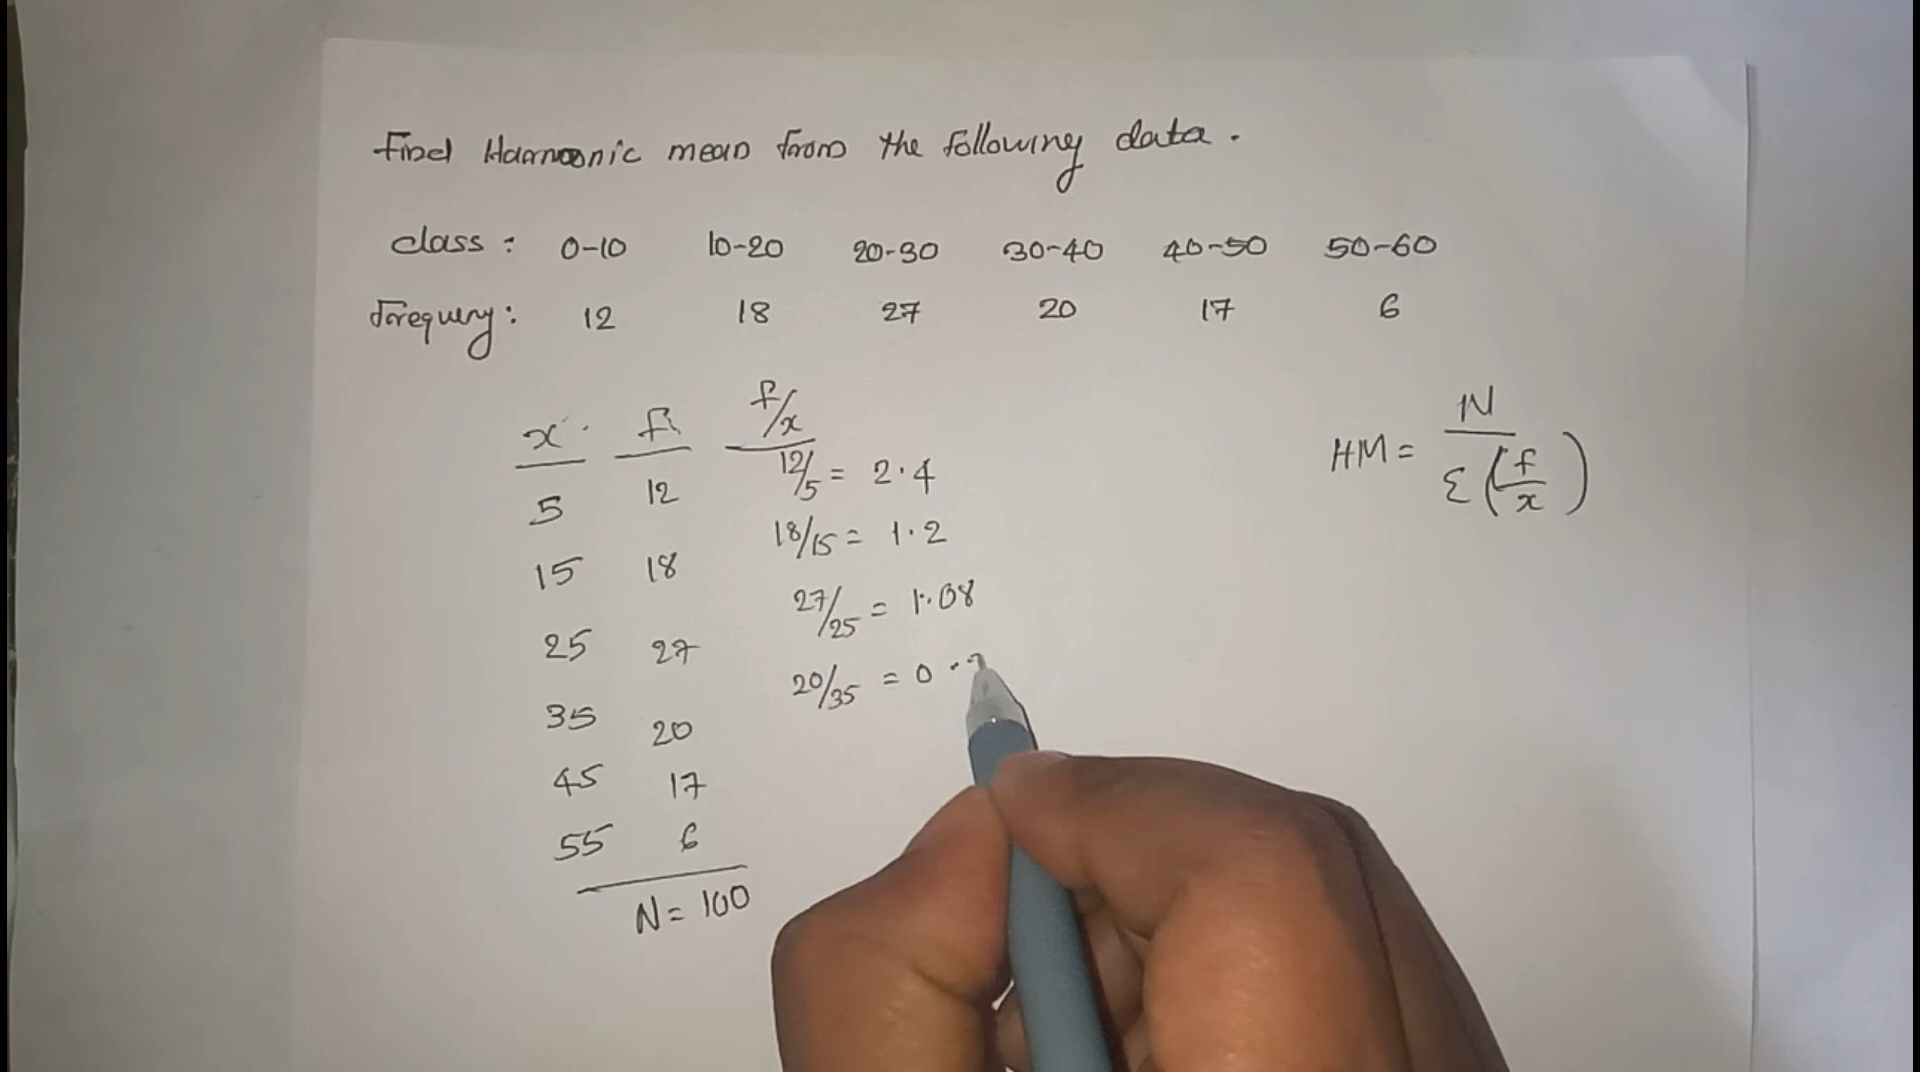 Find Harmonic mean from the following data.
class: 0-10 10-20 20-30 30-40 40-50 50-60
frequency: 12 18 27 20 17 6
x f f/x
5 12 12/5 = 2.4
15 18 18/15 = 1.2
25 27 27/25 = 1.08
35 20 20/35 = 0.
45 17
55 6
N = 100
HM = N / Σ(f/x)